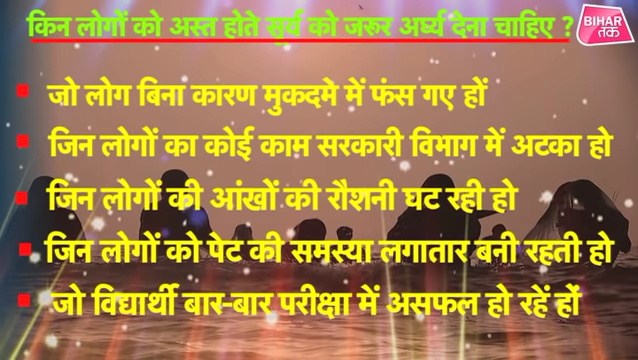 किन लोगों को अस्त होते सुर्य को जरूर अर्घ्य देना चाहिए ?
BIHAR
तक
जो लोग बिना कारण मुकदमे में फंस गए हों
जिन लोगों का कोई काम सरकारी विभाग में अटका हो
जिन लोगों की आंखों की रौशनी घट रही हो
जिन लोगों को पेट की समस्या लगातार बनी रहती हो
जो विद्यार्थी बार-बार परीक्षा में असफल हो रहें हों